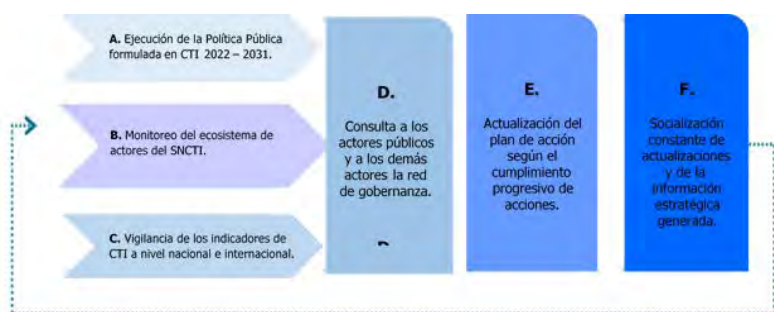 A. Ejecución de la Política Pública
formulada en CTI 2022 – 2031.
B. Monitoreo del ecosistema de
actores del SNCTI.
C. Vigilancia de los indicadores de
CTI a nivel nacional e internacional.
D.
Consulta a los
actores públicos
y a los demás
actores la red
de gobernanza.
E.
Actualización del
plan de acción
según el
cumplimiento
progresivo de
acciones.
F.
Socialización
constante de
actualizaciones
y de la
información
estratégica
generada.